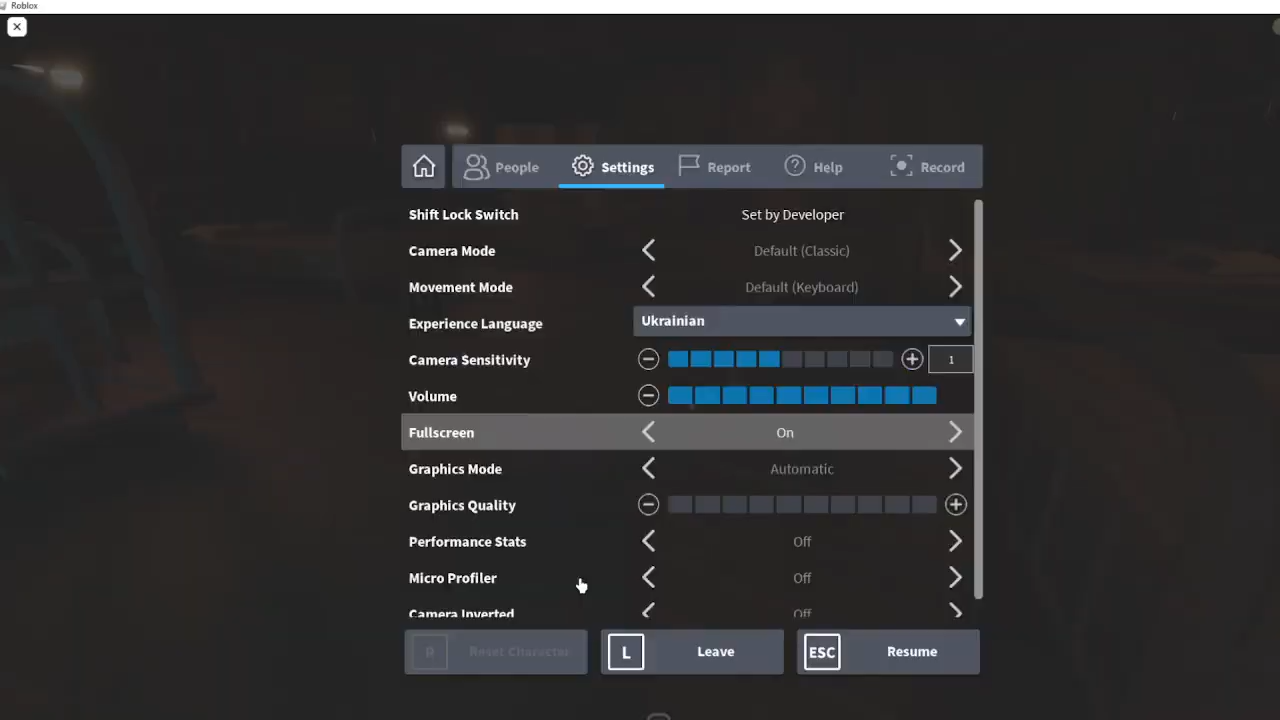 Roblox
People Settings Report Help Record
Shift Lock Switch Set by Developer
Camera Mode Default (Classic)
Movement Mode Default (Keyboard)
Experience Language Ukrainian
Camera Sensitivity 1
Volume
Fullscreen On
Graphics Mode Automatic
Graphics Quality
Performance Stats Off
Micro Profiler Off
Camera Inverted Off
R Reset Character L Leave ESC Resume